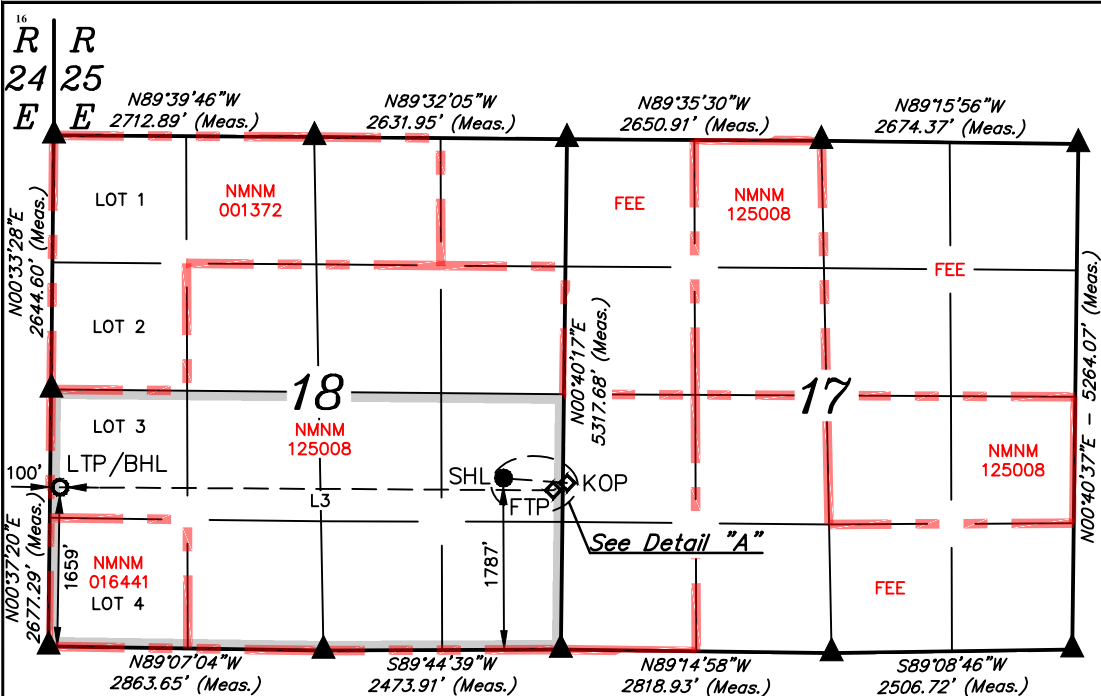 16
R R
24 25
E E
N89°39'46"W
2712.89' (Meas.)
N89°32'05"W
2631.95' (Meas.)
N89°35'30"W
2650.91' (Meas.)
N89°15'56"W
2674.37' (Meas.)
N00°33'28"E
2644.60' (Meas.)
LOT 1
NMNM
001372
FEE
NMNM
125008
FEE
LOT 2
N00°40'17"E
5317.68' (Meas.)
N00°40'37"E - 5264.07' (Meas.)
18
17
LOT 3
NMNM
125008
NMNM
125008
100'
LTP/BHL
SHL
KOP
FTP
L3
See Detail "A"
N00°37'20"E
2677.29' (Meas.)
1659'
NMNM
016441
LOT 4
1787'
FEE
N89°07'04"W
2863.65' (Meas.)
S89°44'39"W
2473.91' (Meas.)
N89°14'58"W
2818.93' (Meas.)
S89°08'46"W
2506.72' (Meas.)